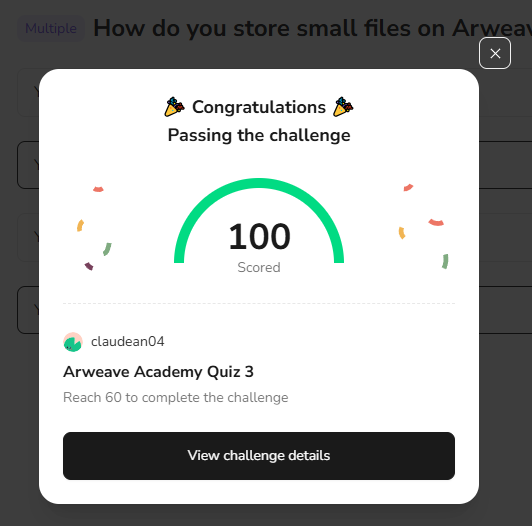 Multiple How do you store small files on Arweav
Congratulations
Passing the challenge
100
Scored
claudean04
Arweave Academy Quiz 3
Reach 60 to complete the challenge
View challenge details